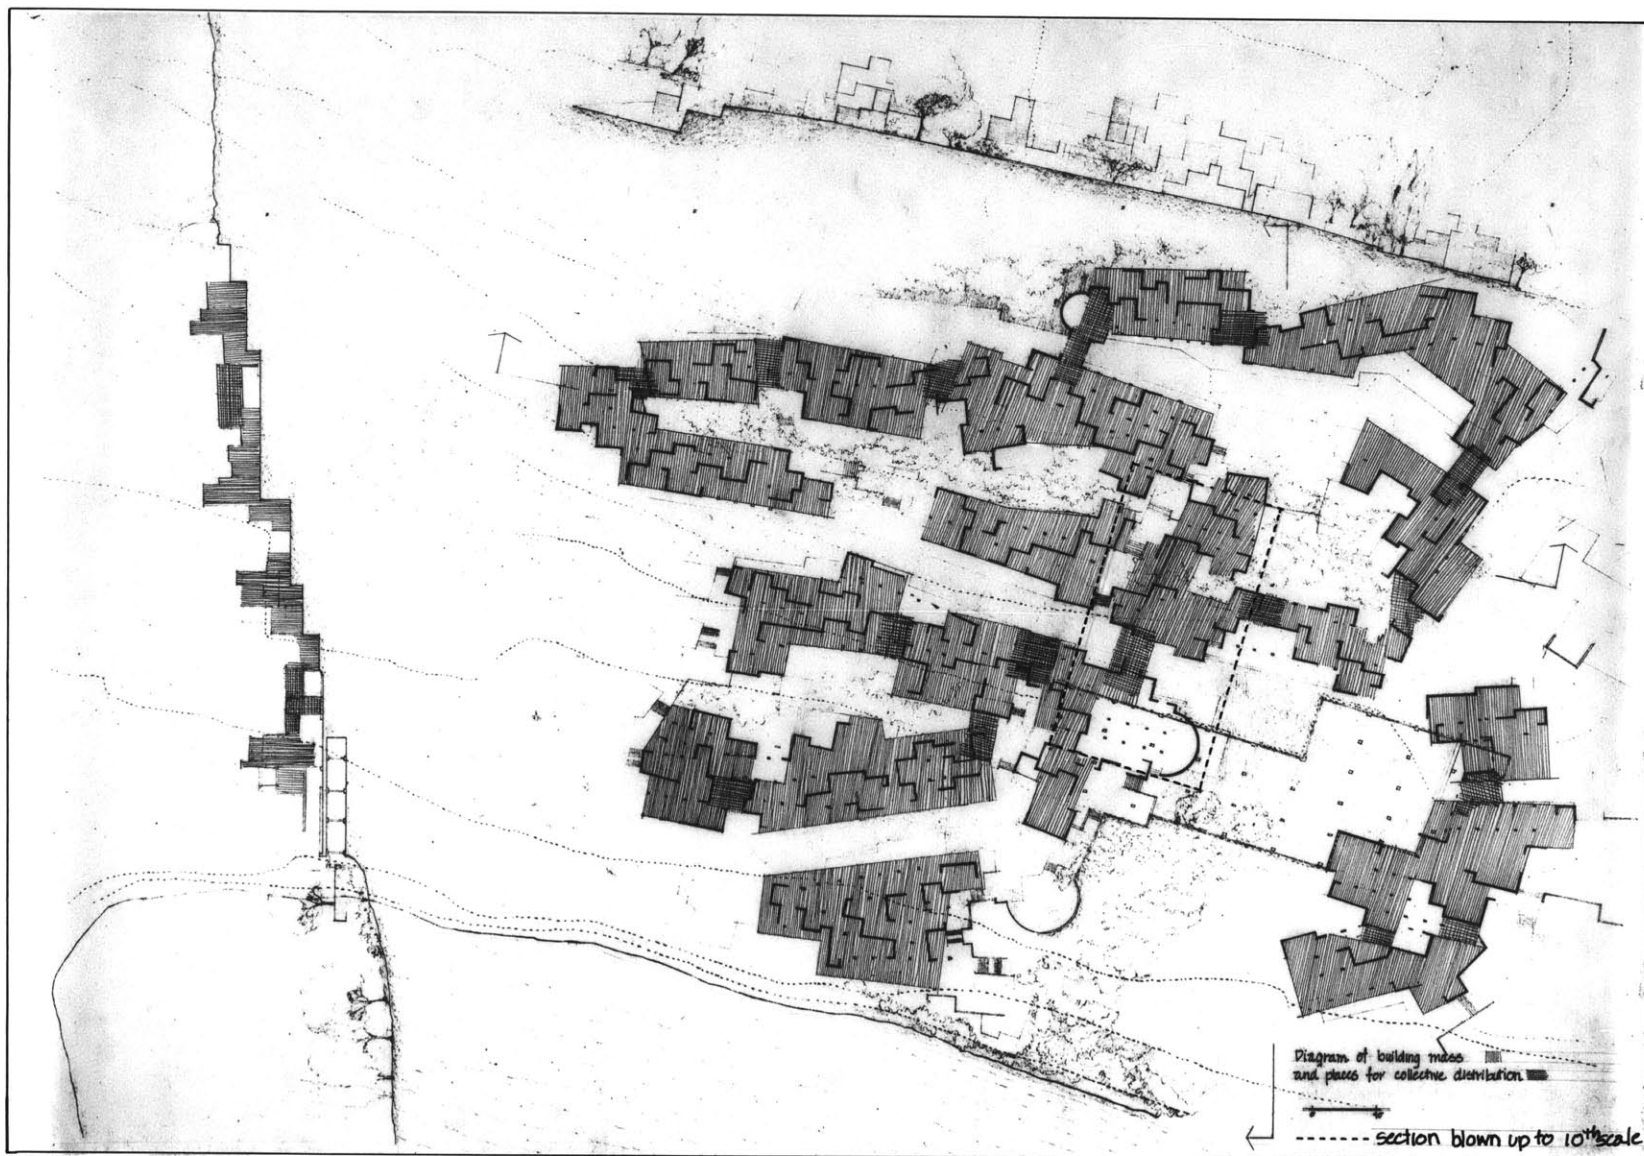 Diagram of building mass
and places for collective distribution
section blown up to 10th scale